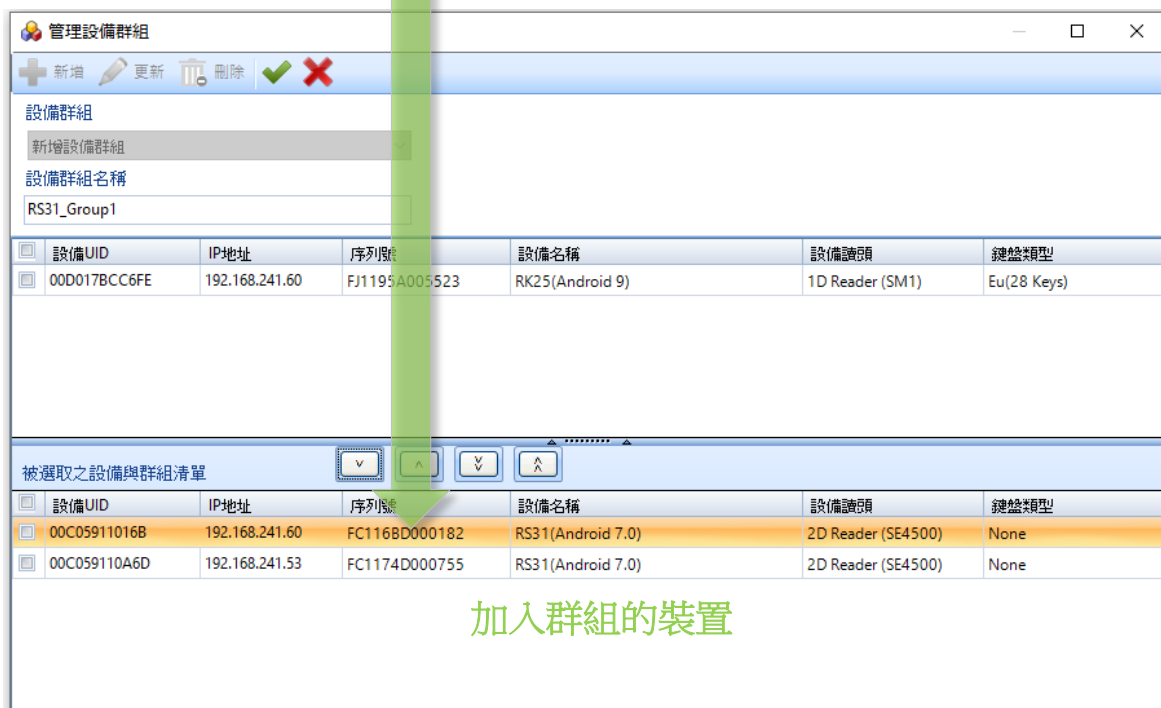 管理設備群組
新增 更新 刪除
設備群組
新增設備群組
設備群組名稱
RS31_Group1
設備UID IP地址 序列號 設備名稱 設備讀頭 鍵盤類型
00D017BCC6FE 192.168.241.60 FJ1195A005523 RK25(Android 9) 1D Reader (SM1) Eu(28 Keys)
被選取之設備與群組清單
設備UID IP地址 序列號 設備名稱 設備讀頭 鍵盤類型
00C05911016B 192.168.241.60 FC116BD000182 RS31(Android 7.0) 2D Reader (SE4500) None
00C059110A6D 192.168.241.53 FC1174D000755 RS31(Android 7.0) 2D Reader (SE4500) None
加入群組的裝置